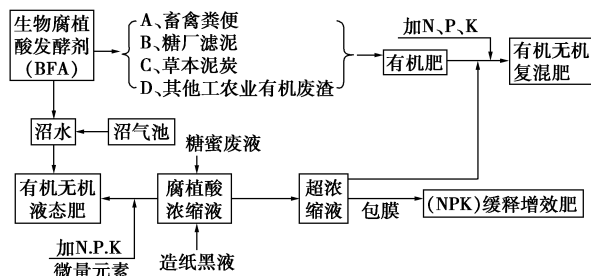 生物腐植
酸发酵剂
(BFA)
A、畜禽粪便
B、糖厂滤泥
C、草本泥炭
D、其他工农业有机废渣
加N、P、K
有机肥
有机无机
复混肥
沼水
沼气池
糖蜜废液
有机无机
液态肥
腐植酸
浓缩液
超浓
缩液
包膜
(NPK)缓释增效肥
加N.P.K
微量元素
造纸黑液